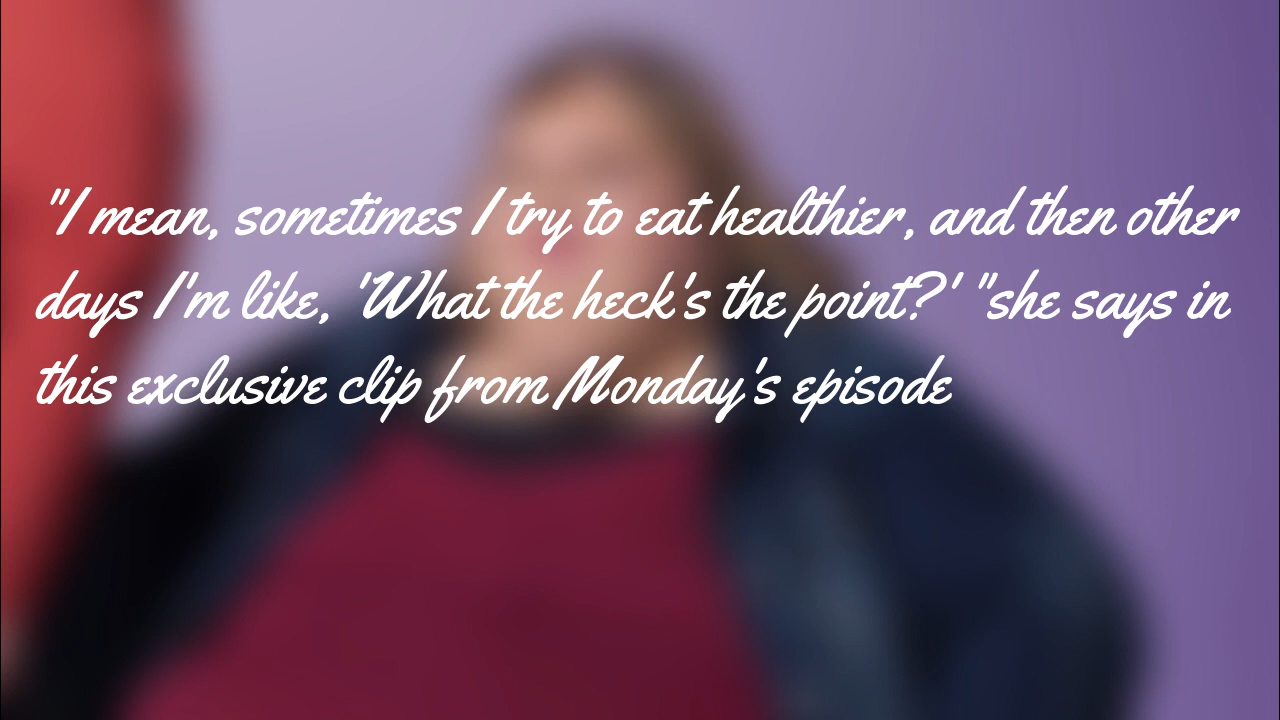 "I mean, sometimes I try to eat healthier, and then other
days I'm like, 'What the heck's the point?' "she says in
this exclusive clip from Monday's episode